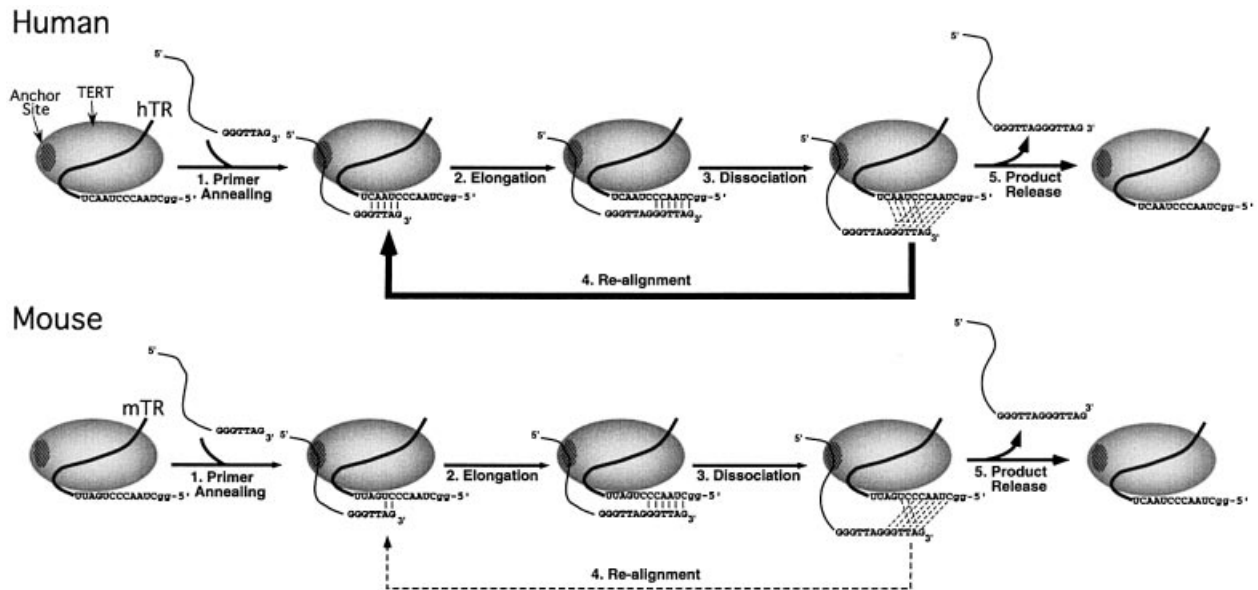 Human
5'
Anchor
Site
TERT
hTR
GGGTTAG 3'
1. Primer
Annealing
UCAAUCCCAAUCgg-5'
5'
UCAAUCCCAAUCgg-5'
GGGTTAG 3'
2. Elongation
5'
UCAAUCCCAAUCgg-5'
GGGTTAGGGTTAG 3'
3. Dissociation
5'
UCAAUCCCAAUCgg-5'
GGGTTAGGGTTAG 3'
5'
GGGTTAGGGTTAG 3'
5. Product
Release
UCAAUCCCAAUCgg-5'
4. Re-alignment
Mouse
5'
mTR
GGGTTAG 3'
1. Primer
Annealing
UUAGUCCCAAUCgg-5'
5'
UUAGUCCCAAUCgg-5'
GGGTTAG 3'
2. Elongation
5'
UUAGUCCCAAUCgg-5'
GGGTTAGGGTTAG 3'
3. Dissociation
5'
UUAGUCCCAAUCgg-5'
GGGTTAGGGTTAG 3'
5'
GGGTTAGGGTTAG 3'
5. Product
Release
UCAAUCCCAAUCgg-5'
4. Re-alignment